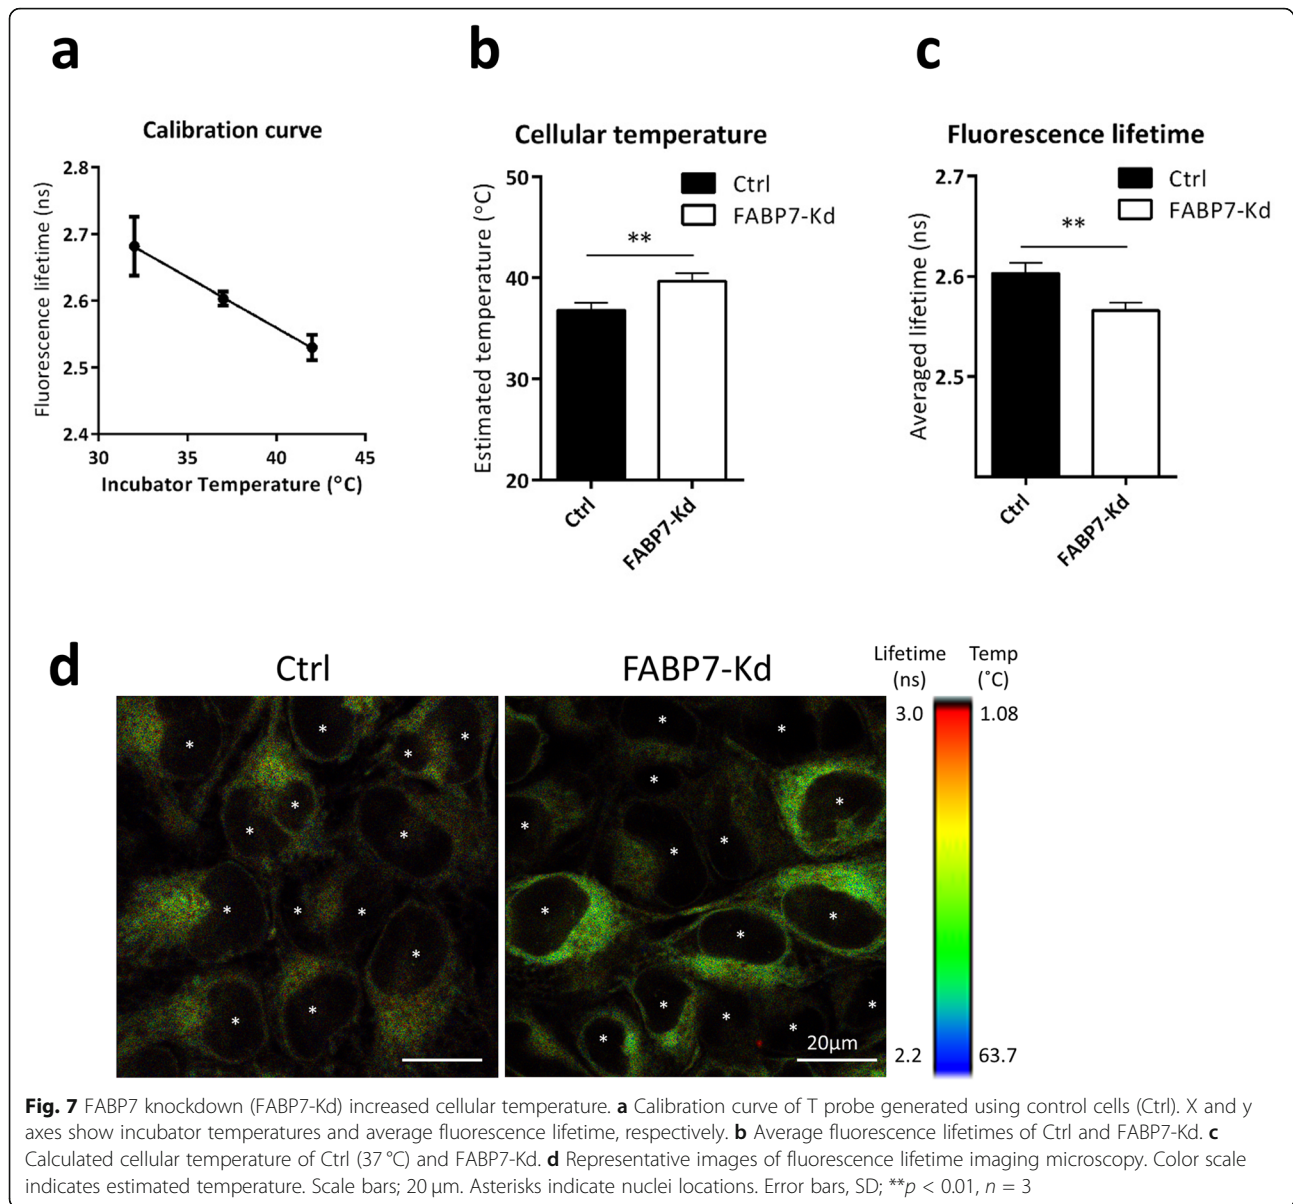 a
b
c
Calibration curve
Fluorescence lifetime (ns)
2.8
2.7
2.6
2.5
2.4
30 35 40 45
Incubator Temperature (°C)
Cellular temperature
Estimated temperature (°C)
50
40
30
20
Ctrl
FABP7-Kd
**
Ctrl
FABP7-Kd
Fluorescence lifetime
Averaged lifetime (ns)
2.7
2.6
2.5
Ctrl
FABP7-Kd
**
Ctrl
FABP7-Kd
d
Ctrl
FABP7-Kd
Lifetime
(ns)
Temp
(˚C)
3.0
1.08
2.2
63.7
20μm
Fig. 7 FABP7 knockdown (FABP7-Kd) increased cellular temperature. a Calibration curve of T probe generated using control cells (Ctrl). X and y
axes show incubator temperatures and average fluorescence lifetime, respectively. b Average fluorescence lifetimes of Ctrl and FABP7-Kd. c
Calculated cellular temperature of Ctrl (37 °C) and FABP7-Kd. d Representative images of fluorescence lifetime imaging microscopy. Color scale
indicates estimated temperature. Scale bars; 20 μm. Asterisks indicate nuclei locations. Error bars, SD; **p < 0.01, n = 3